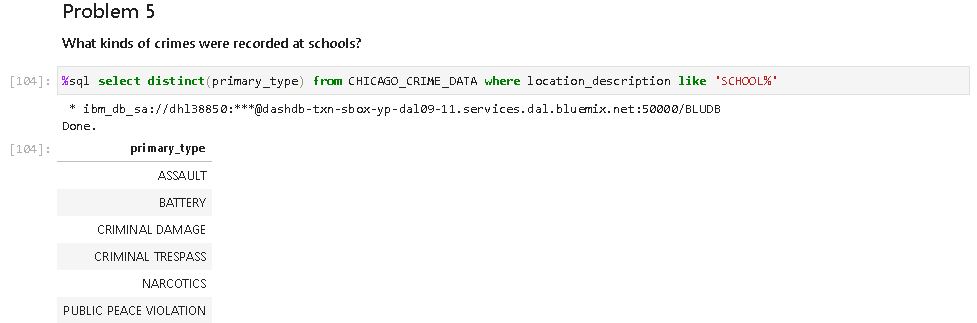 Problem 5
What kinds of crimes were recorded at schools?
[104]: %sql select distinct(primary_type) from CHICAGO_CRIME_DATA where location_description like 'SCHOOL%'
* ibm_db_sa://dhl38850:***@dashdb-txn-sbox-yp-dal09-11.services.dal.bluemix.net:50000/BLUDB
Done.
[104]: primary_type
ASSAULT
BATTERY
CRIMINAL DAMAGE
CRIMINAL TRESPASS
NARCOTICS
PUBLIC PEACE VIOLATION